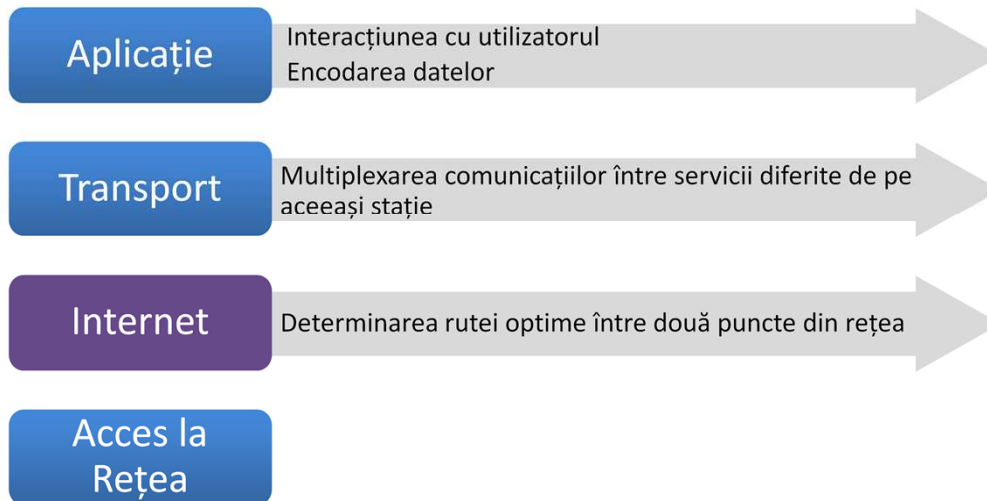 Aplicație
Interacțiunea cu utilizatorul
Encodarea datelor
Transport
Multiplexarea comunicațiilor între servicii diferite de pe
aceeași stație
Internet
Determinarea rutei optime între două puncte din rețea
Acces la
Rețea